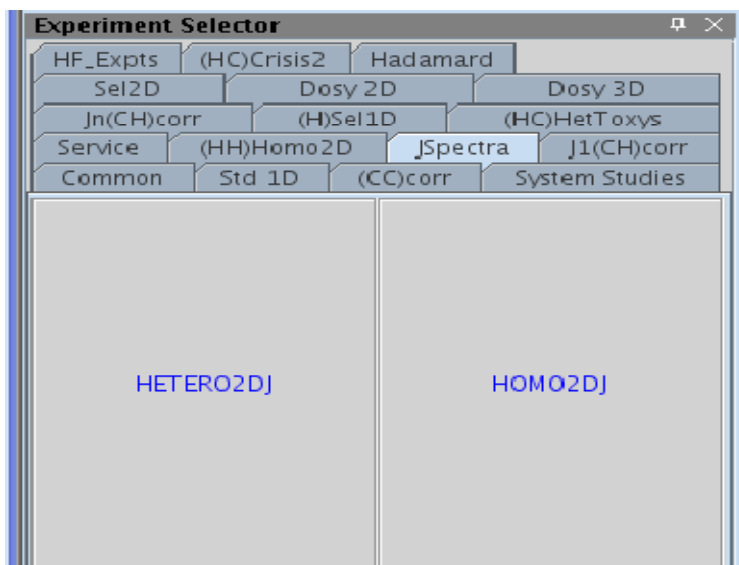 Experiment Selector
HF_Expts (HC)Crisis2 Hadamard
Sel2D Dosy 2D Dosy 3D
Jn(CH)corr (H)Sel1D (HC)HetToxys
Service (HH)Homo2D JSpectra J1(CH)corr
Common Std 1D (CC)corr System Studies
HETERO2DJ HOMO2DJ